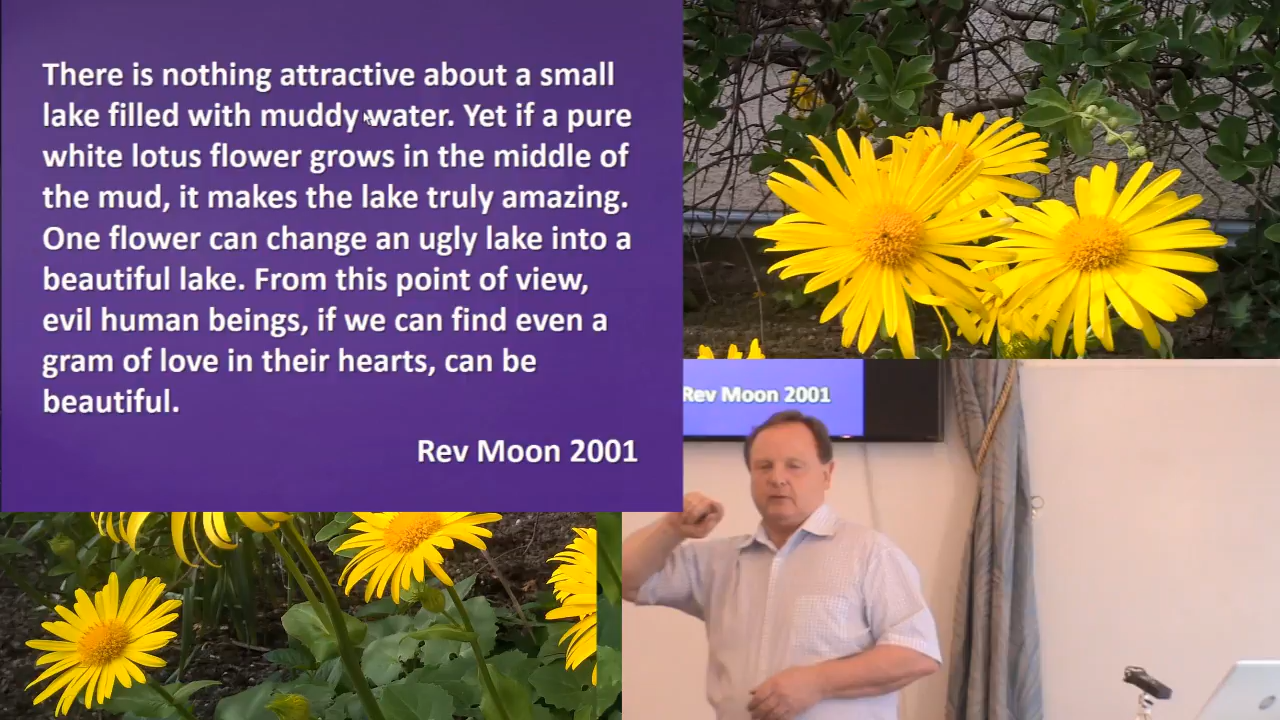 There is nothing attractive about a small
lake filled with muddy water. Yet if a pure
white lotus flower grows in the middle of
the mud, it makes the lake truly amazing.
One flower can change an ugly lake into a
beautiful lake. From this point of view,
evil human beings, if we can find even a
gram of love in their hearts, can be
beautiful.
Rev Moon 2001
Rev Moon 2001